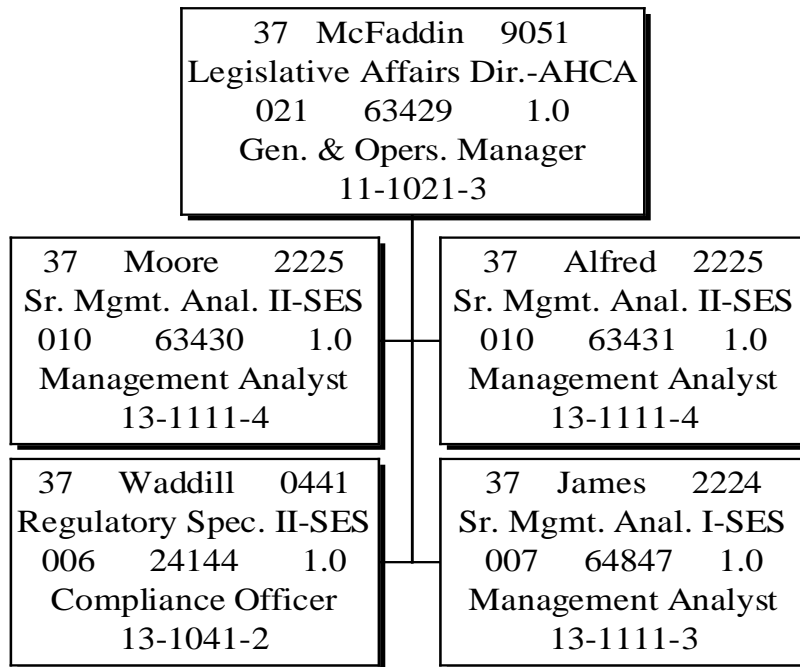 37 McFaddin 9051
Legislative Affairs Dir.-AHCA
021 63429 1.0
Gen. & Opers. Manager
11-1021-3
37 Moore 2225
Sr. Mgmt. Anal. II-SES
010 63430 1.0
Management Analyst
13-1111-4
37 Alfred 2225
Sr. Mgmt. Anal. II-SES
010 63431 1.0
Management Analyst
13-1111-4
37 Waddill 0441
Regulatory Spec. II-SES
006 24144 1.0
Compliance Officer
13-1041-2
37 James 2224
Sr. Mgmt. Anal. I-SES
007 64847 1.0
Management Analyst
13-1111-3